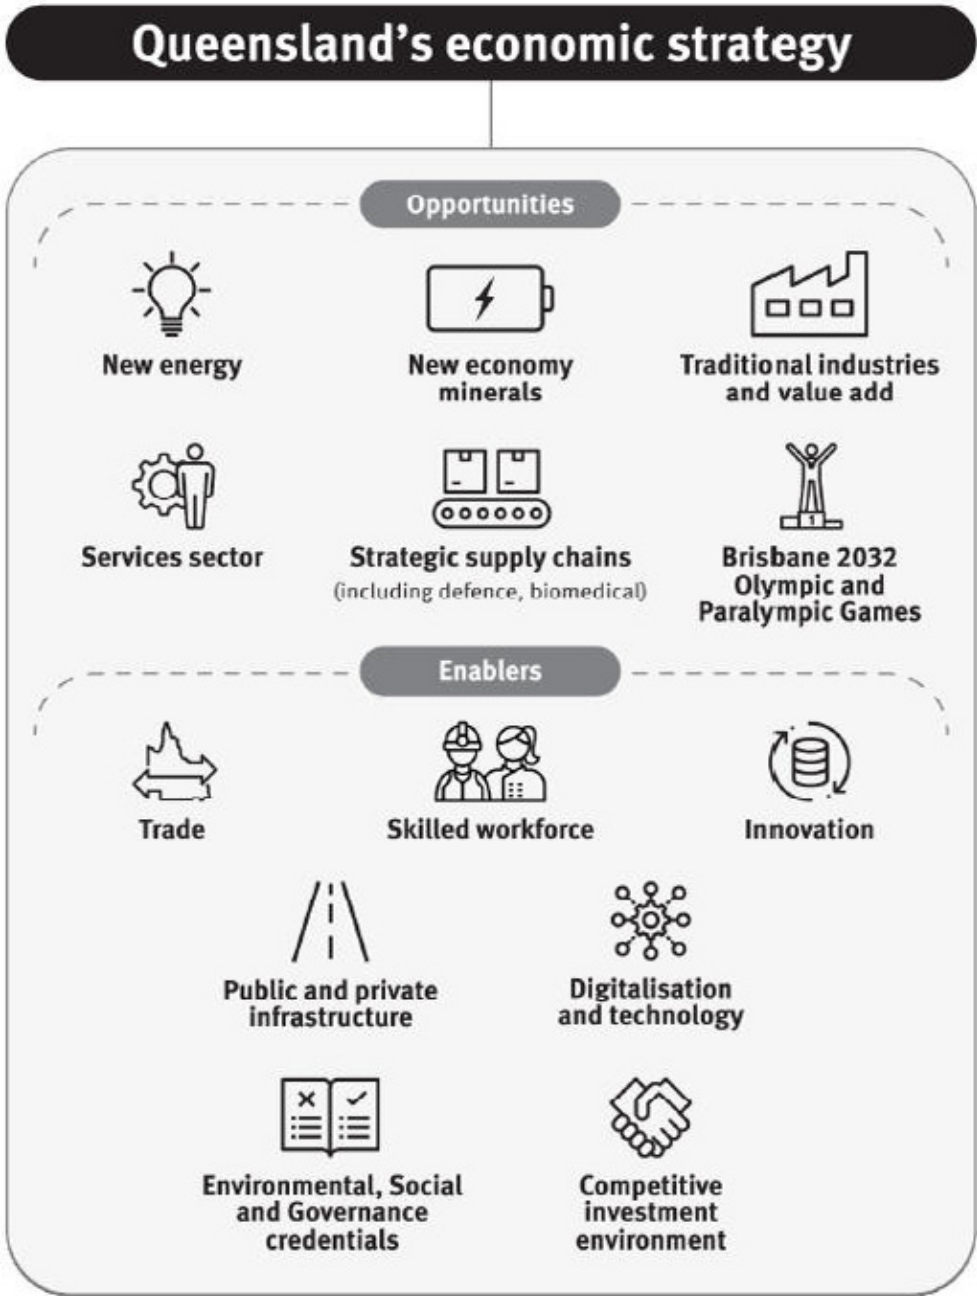 Queensland's economic strategy
Opportunities
New energy
New economy
minerals
Traditional industries
and value add
Services sector
Strategic supply chains
(including defence, biomedical)
1
Brisbane 2032
Olympic and
Paralympic Games
Enablers
Trade
Skilled workforce
Innovation
Public and private
infrastructure
Digitalisation
and technology
Environmental, Social
and Governance
credentials
Competitive
investment
environment